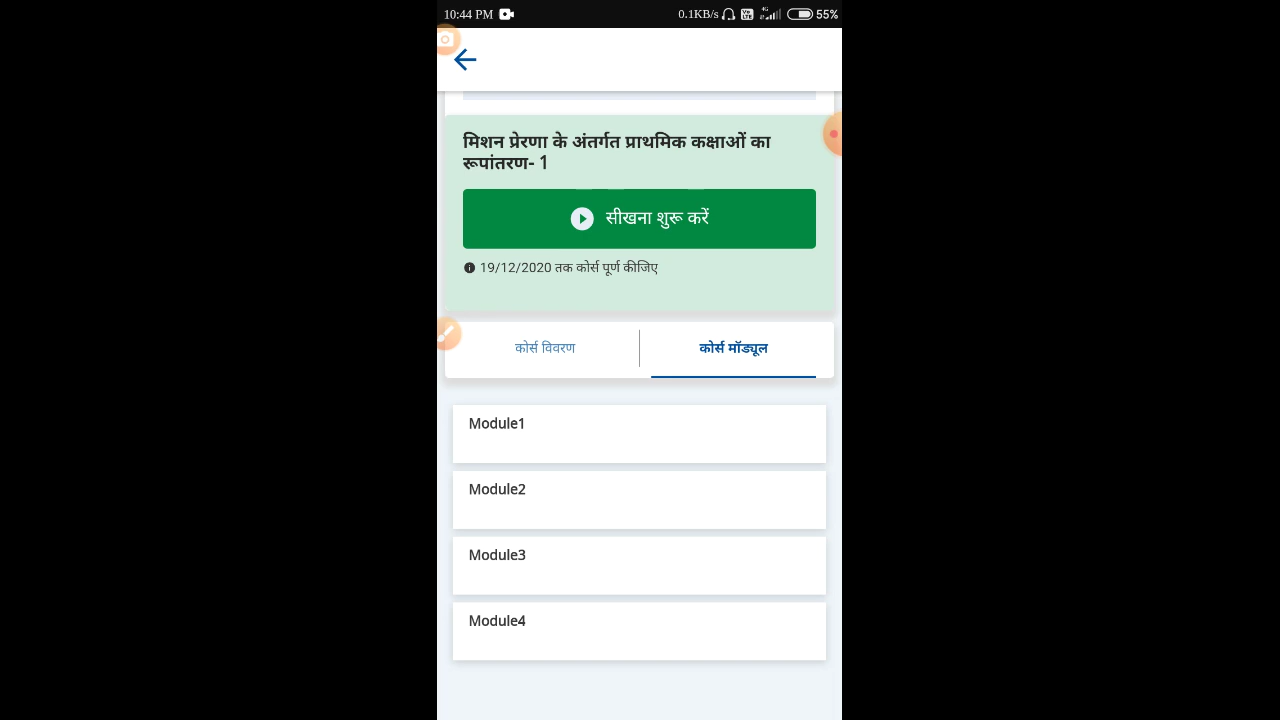 10:44 PM 0.1KB/s 4G 55%
मिशन प्रेरणा के अंतर्गत प्राथमिक कक्षाओं का
रूपांतरण- 1
सीखना शुरू करें
19/12/2020 तक कोर्स पूर्ण कीजिए
कोर्स विवरण कोर्स मॉड्यूल
Module1
Module2
Module3
Module4